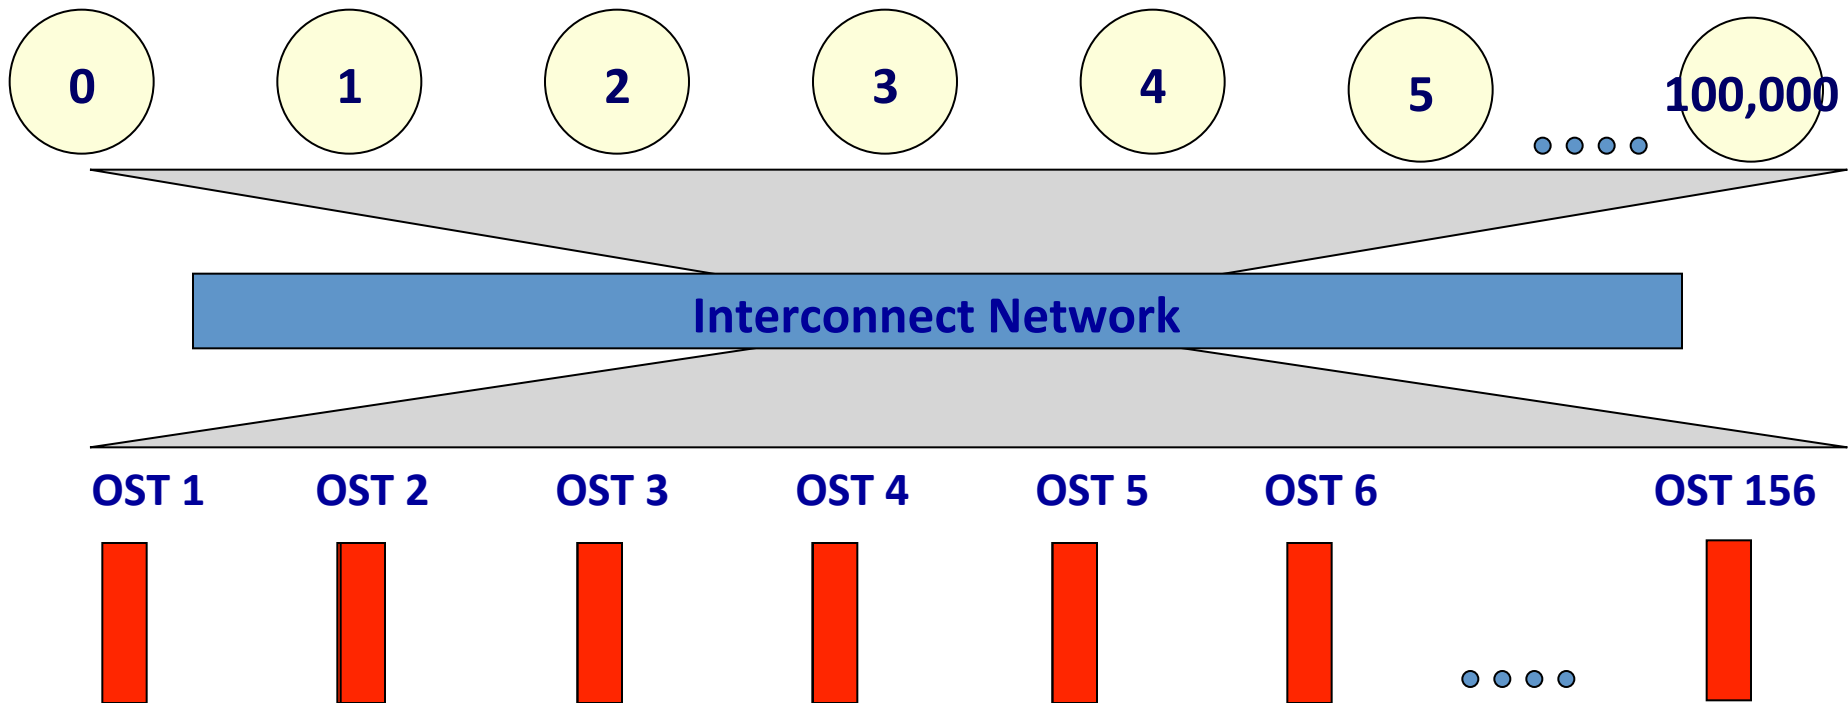 0 1 2 3 4 5 100,000
Interconnect Network
OST 1 OST 2 OST 3 OST 4 OST 5 OST 6 OST 156